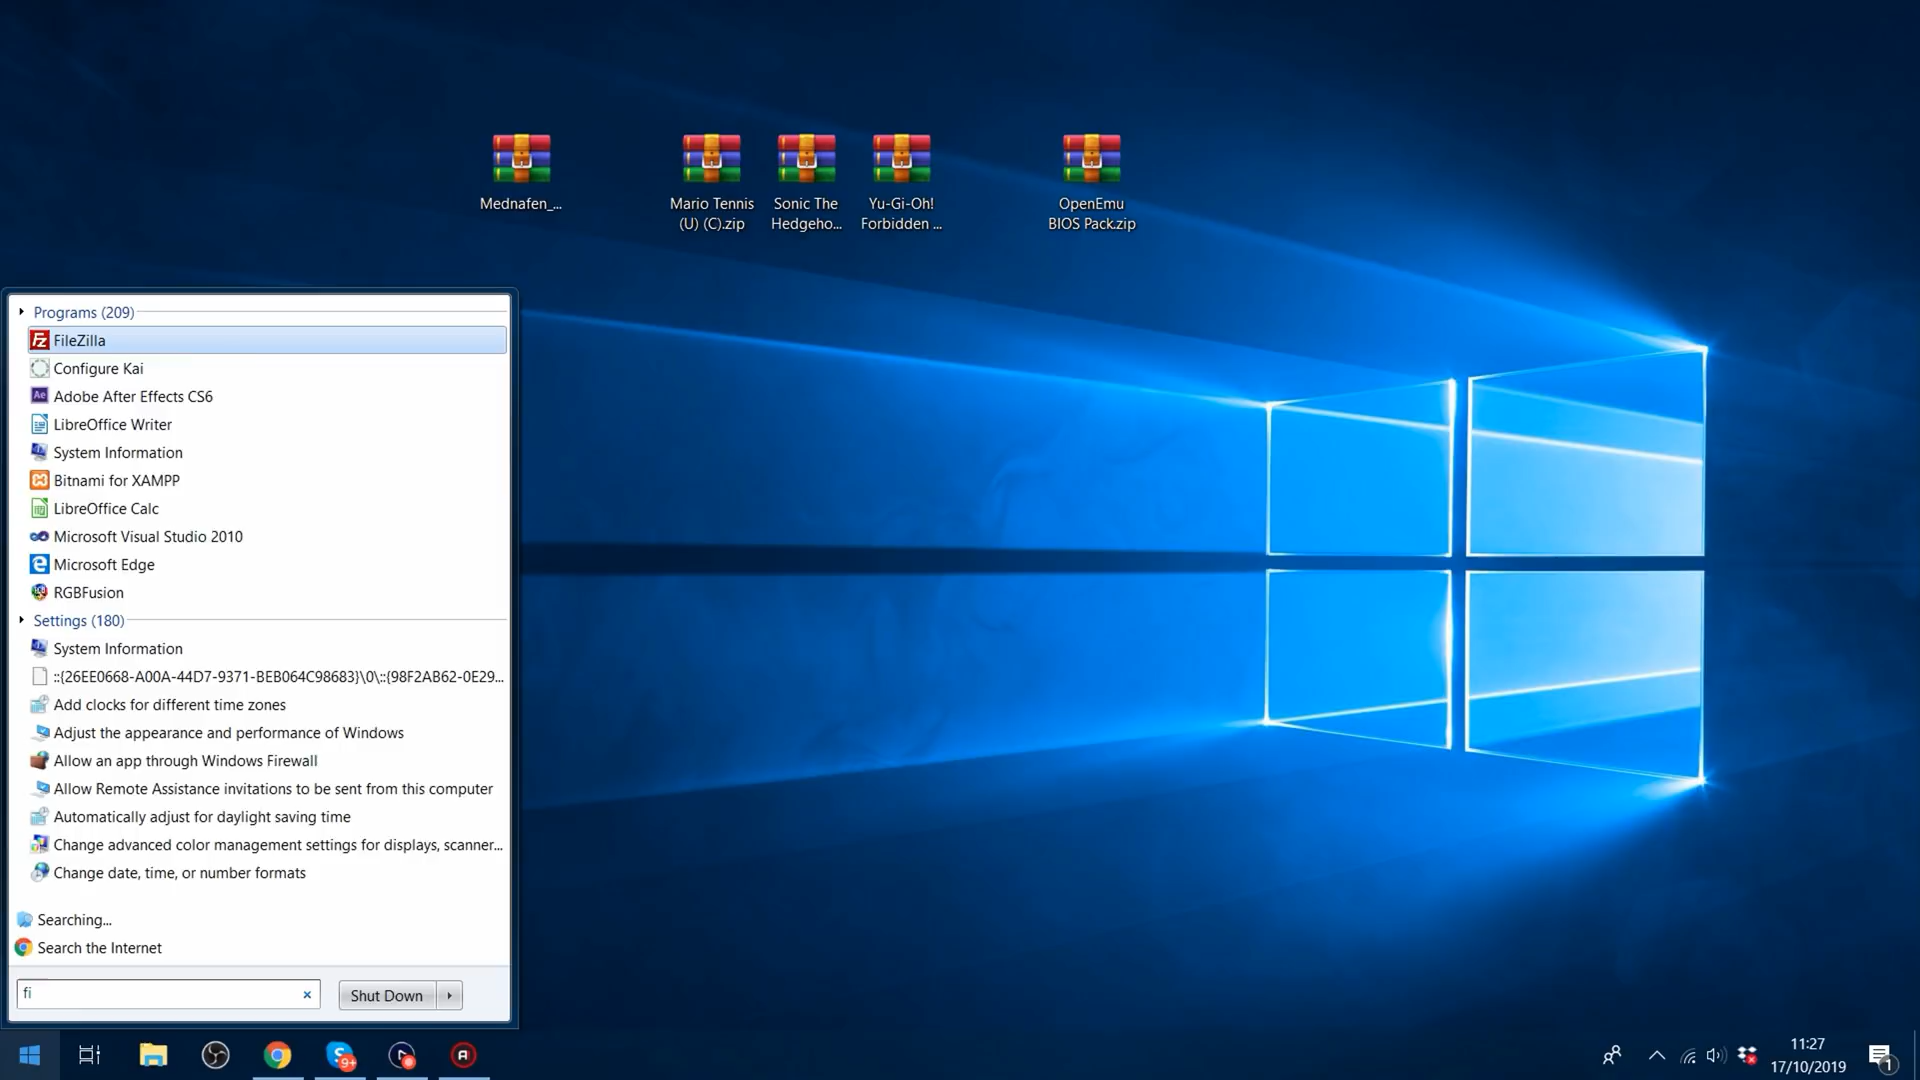 Mednafen_...
Mario Tennis
(U) (C).zip
Sonic The
Hedgeho...
Yu-Gi-Oh!
Forbidden ...
OpenEmu
BIOS Pack.zip
Programs (209)
FileZilla
Configure Kai
Adobe After Effects CS6
LibreOffice Writer
System Information
Bitnami for XAMPP
LibreOffice Calc
Microsoft Visual Studio 2010
Microsoft Edge
RGBFusion
Settings (180)
System Information
::{26EE0668-A00A-44D7-9371-BEB064C98683}\0\::{98F2AB62-0E29...
Add clocks for different time zones
Adjust the appearance and performance of Windows
Allow an app through Windows Firewall
Allow Remote Assistance invitations to be sent from this computer
Automatically adjust for daylight saving time
Change advanced color management settings for displays, scanner...
Change date, time, or number formats
Searching...
Search the Internet
fi
Shut Down
9+
11:27
17/10/2019
1